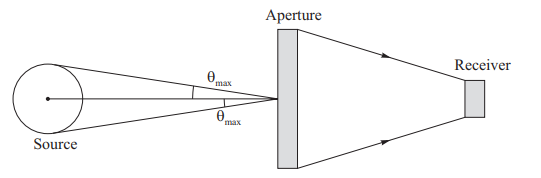 Aperture
Receiver
θmax
θmax
Source